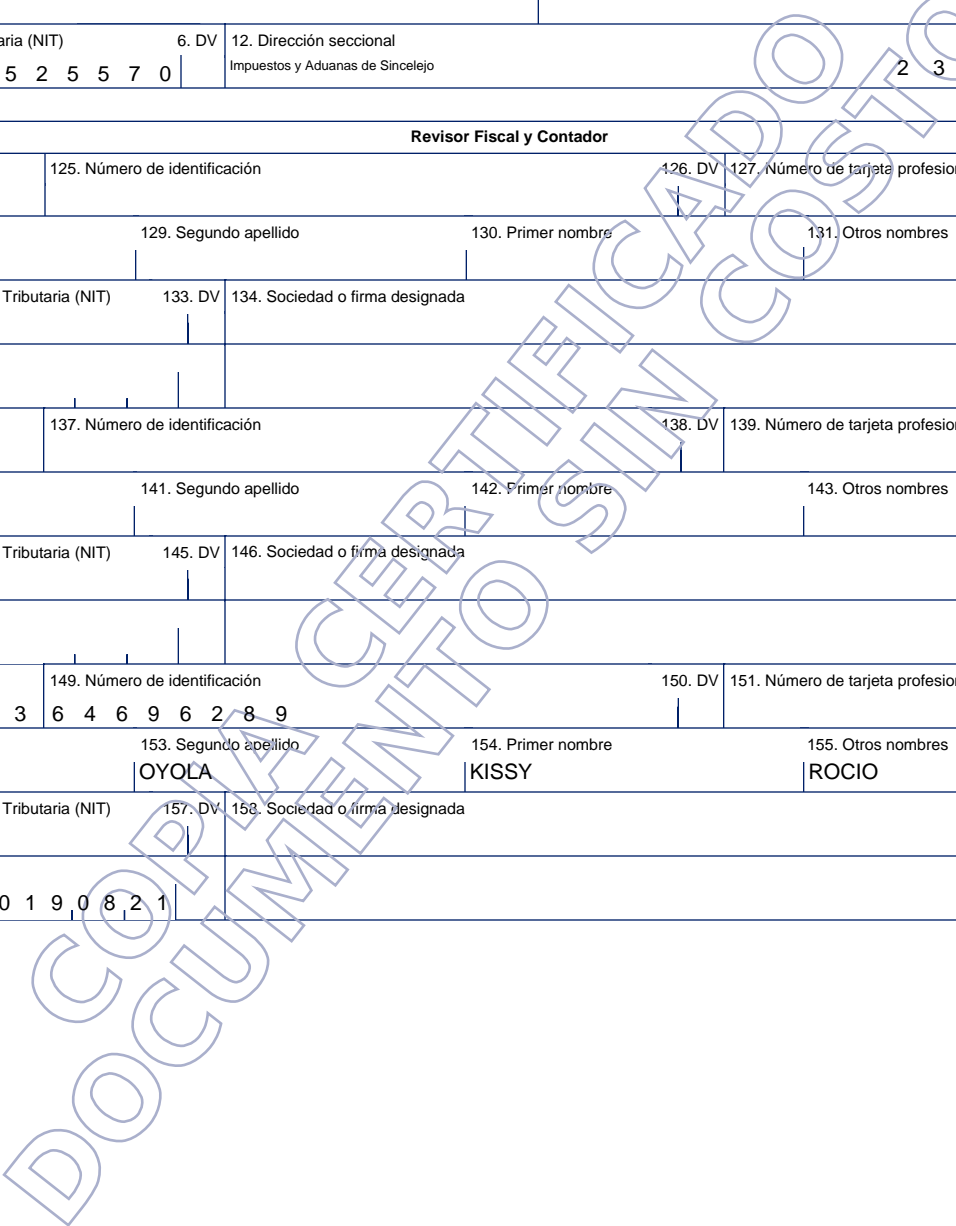 aria (NIT) 6. DV 12. Dirección seccional
5 2 5 5 7 0 Impuestos y Aduanas de Sincelejo 2 3
Revisor Fiscal y Contador
125. Número de identificación 126. DV 127. Número de tarjeta profesion
129. Segundo apellido 130. Primer nombre 131. Otros nombres
Tributaria (NIT) 133. DV 134. Sociedad o firma designada
137. Número de identificación 138. DV 139. Número de tarjeta profesion
141. Segundo apellido 142. Primer nombre 143. Otros nombres
Tributaria (NIT) 145. DV 146. Sociedad o firma designada
149. Número de identificación 150. DV 151. Número de tarjeta profesion
3 6 4 6 9 6 2 8 9
153. Segundo apellido 154. Primer nombre 155. Otros nombres
OYOLA KISSY ROCIO
Tributaria (NIT) 157. DV 158. Sociedad o firma designada
0 1 9 0 8 2 1
COPIA CERTIFICADO
DOCUMENTO SIN COSTO